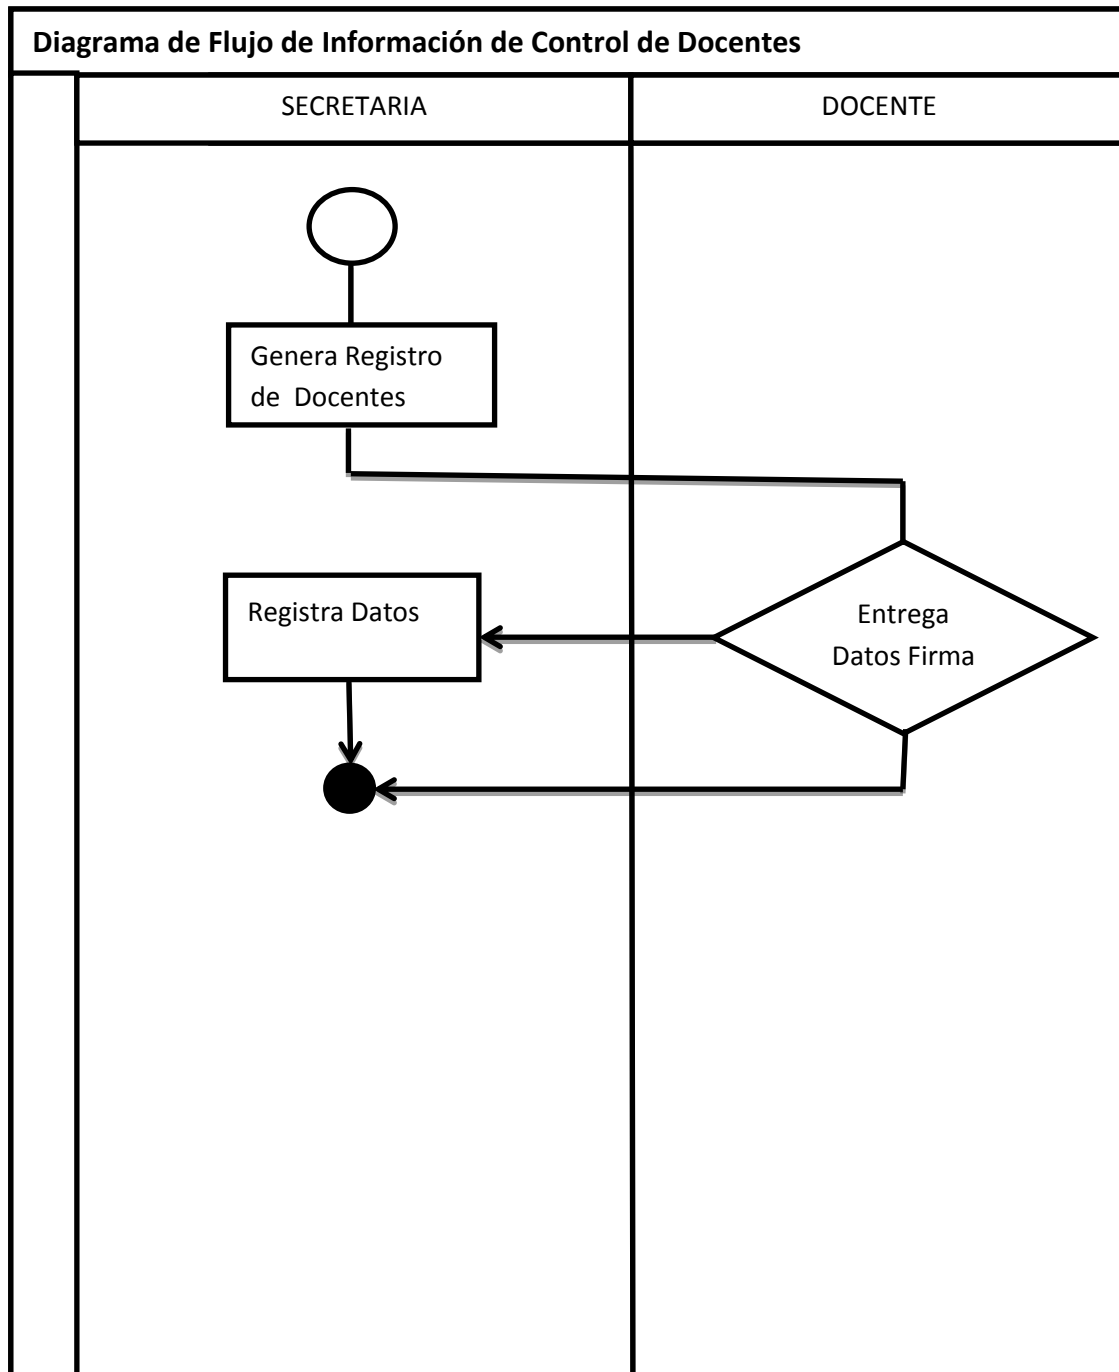 Diagrama de Flujo de Información de Control de Docentes
SECRETARIA
DOCENTE
Genera Registro
de  Docentes
Registra Datos
Entrega
Datos Firma